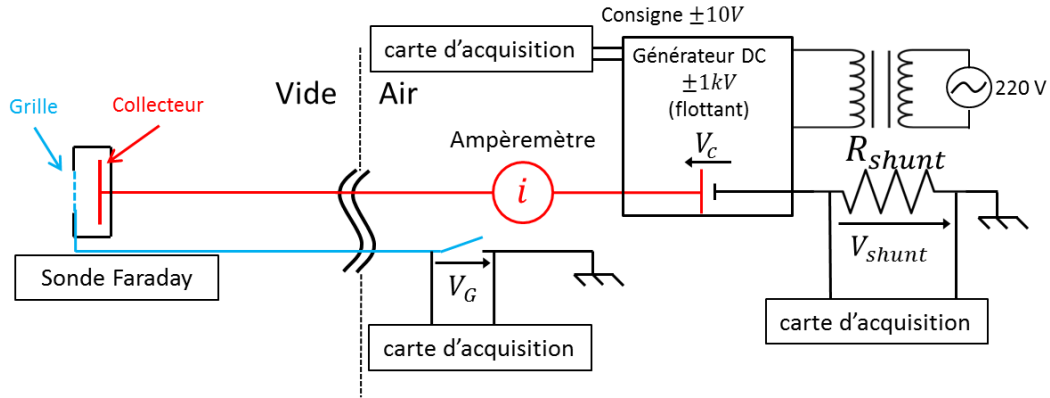 Consigne ±10V
carte d'acquisition
Générateur DC
±1kV
(flottant)
220 V
Vide
Air
Grille
Collecteur
Ampèremètre
V_c
R_shunt
i
V_shunt
Sonde Faraday
V_G
carte d'acquisition
carte d'acquisition